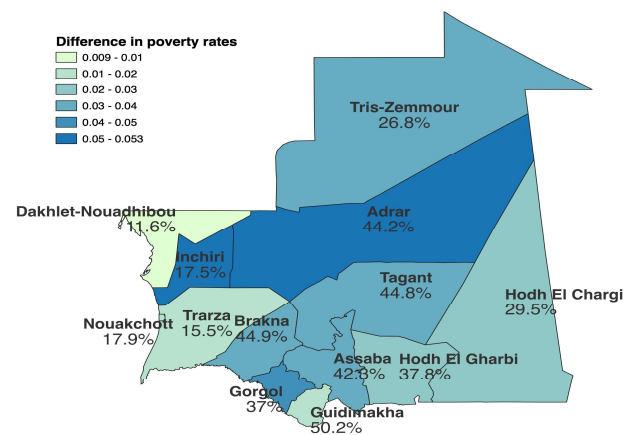 Difference in poverty rates
0.009 - 0.01
0.01 - 0.02
0.02 - 0.03
0.03 - 0.04
0.04 - 0.05
0.05 - 0.053
Tris-Zemmour
26.8%
Dakhlet-Nouadhibou
11.6%
Adrar
44.2%
Inchiri
17.5%
Tagant
44.8%
Hodh El Chargi
29.5%
Nouakchott
17.9%
Trarza
15.5%
Brakna
44.9%
Assaba
Hodh El Gharbi
37.8%
Gorgol
37%
Guidimakha
50.2%